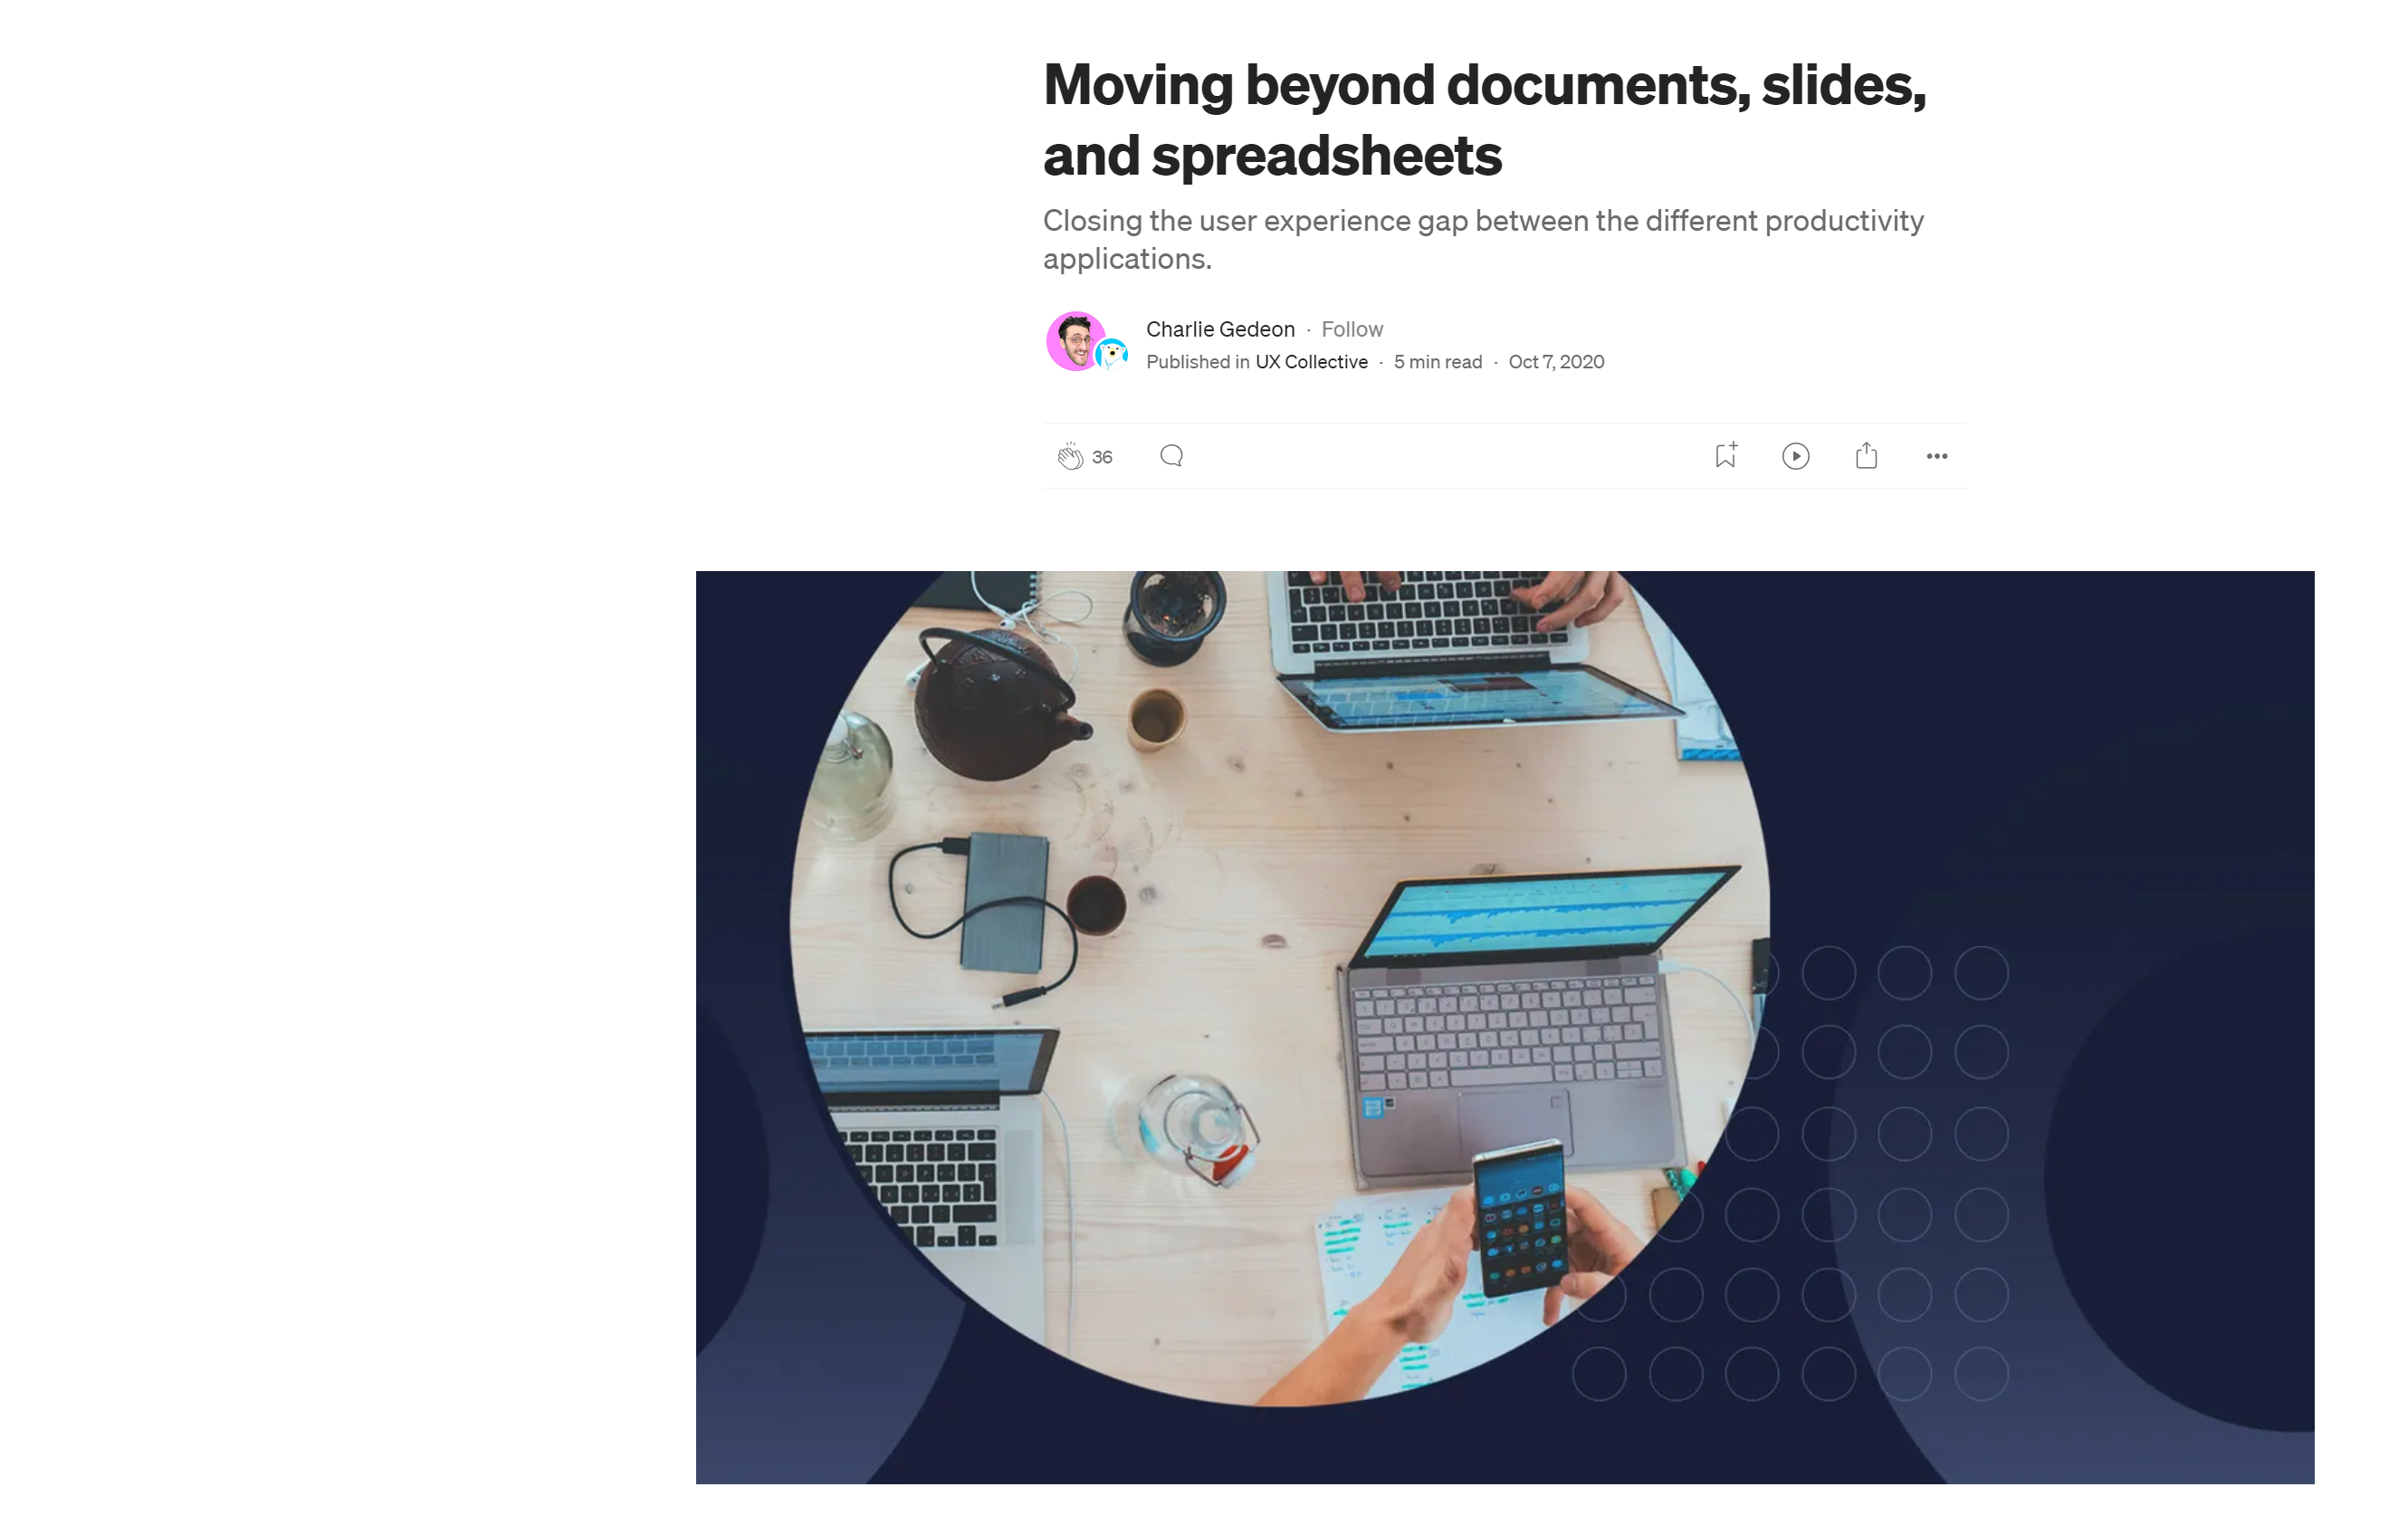 Moving beyond documents, slides,
and spreadsheets
Closing the user experience gap between the different productivity
applications.
Charlie Gedeon · Follow
Published in UX Collective · 5 min read · Oct 7, 2020
36